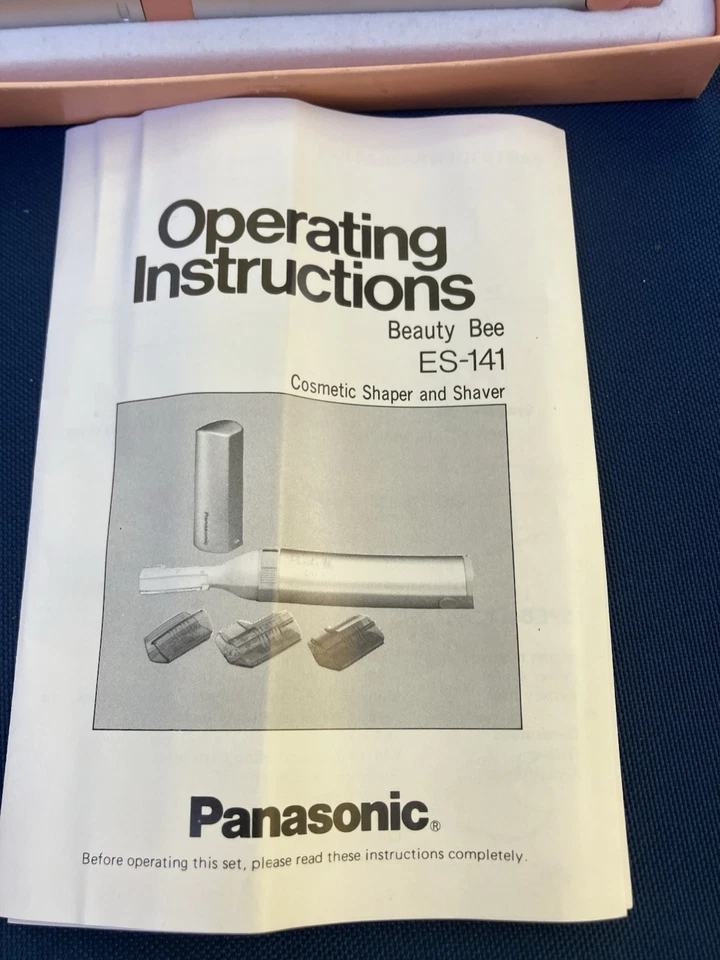 Operating
Instructions
Beauty Bee
ES-141
Cosmetic Shaper and Shaver
Panasonic
Panasonic®
Before operating this set, please read these instructions completely.